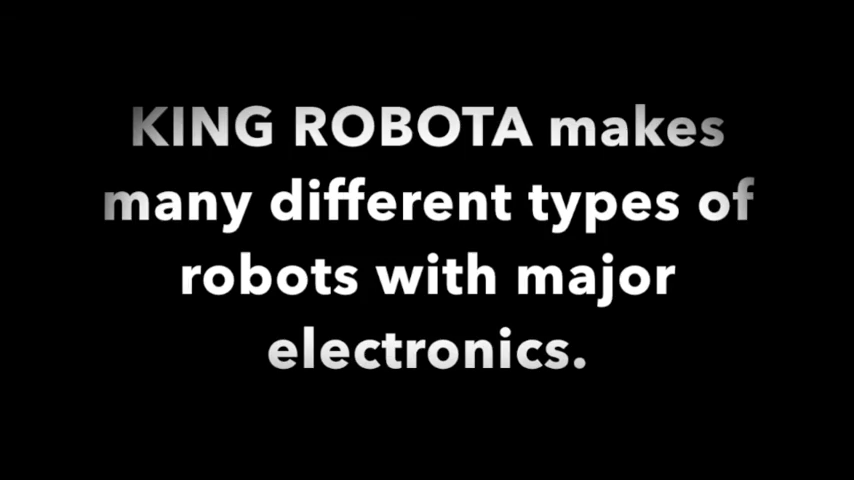 KING ROBOTA makes
many different types of
robots with major
electronics.